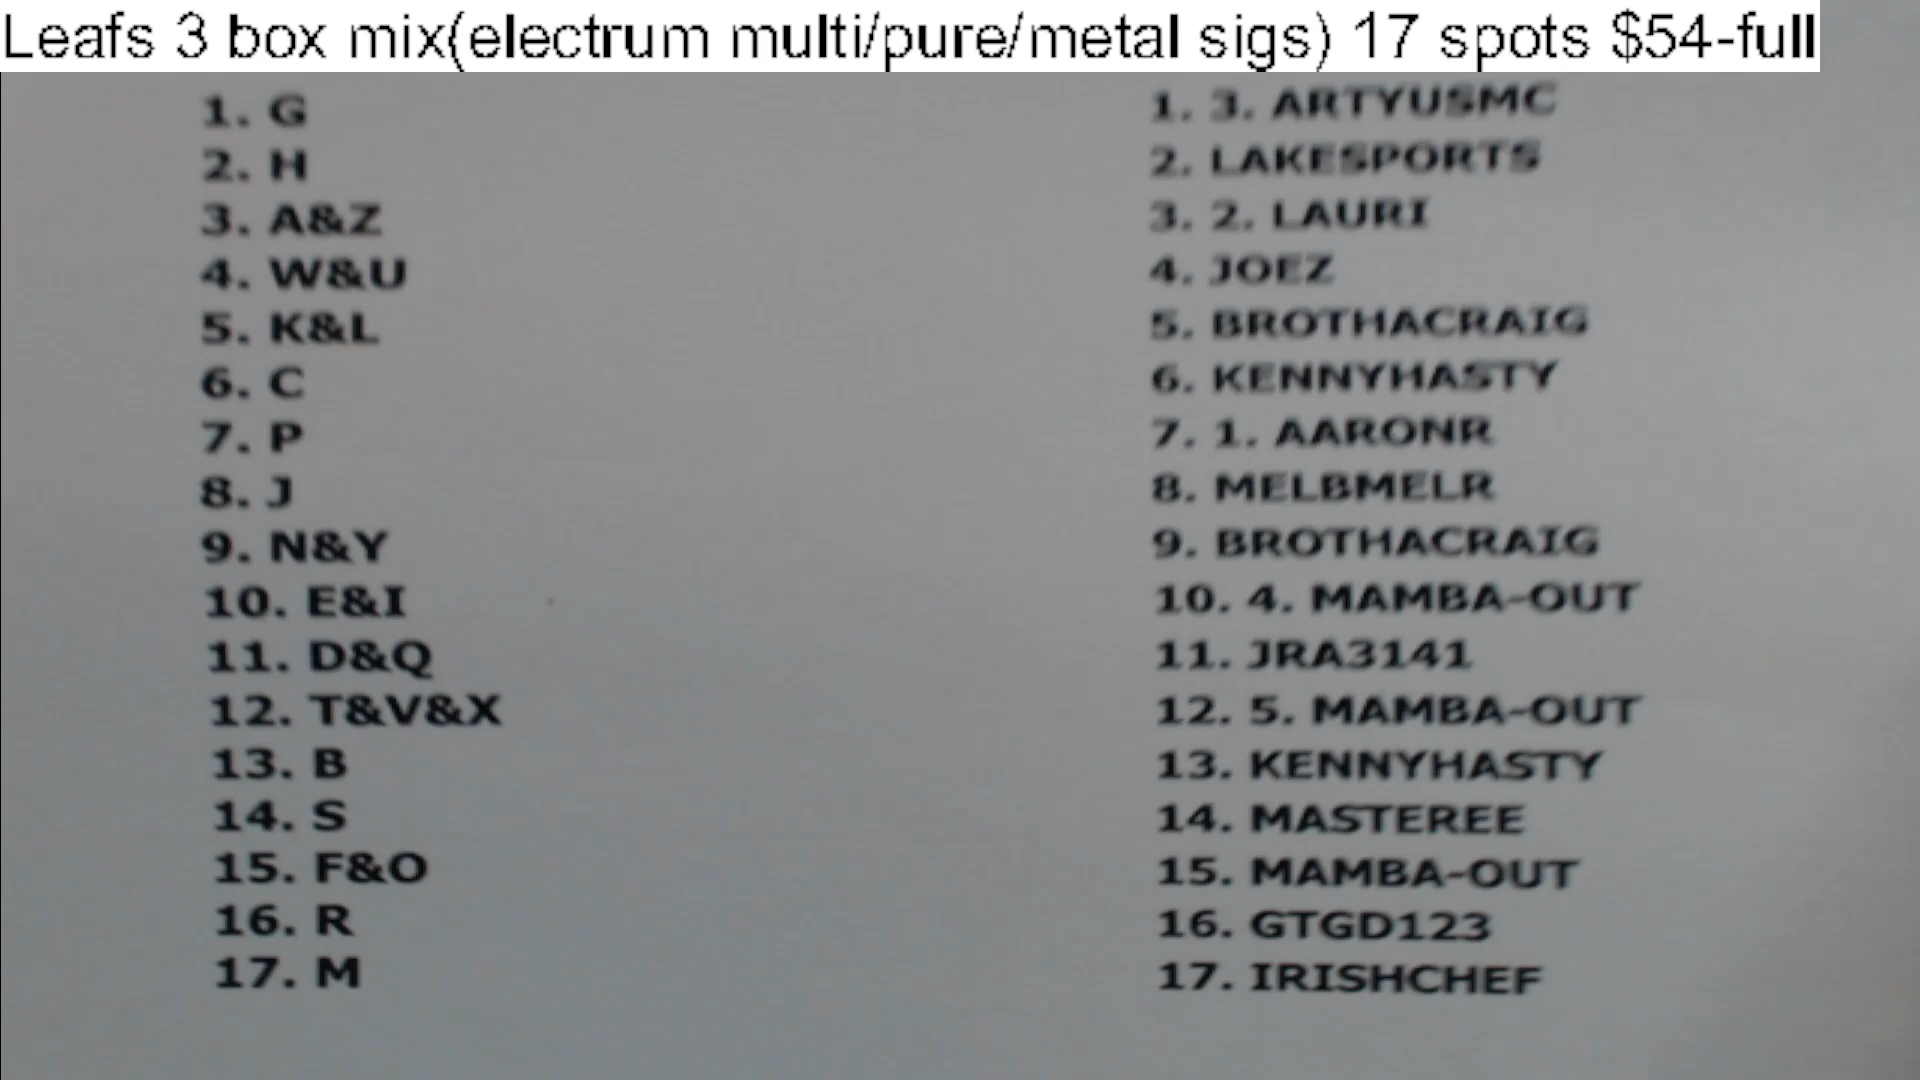 Leafs 3 box mix(electrum multi/pure/metal sigs) 17 spots $54-full
1. G
2. H
3. A&Z
4. W&U
5. K&L
6. C
7. P
8. J
9. N&Y
10. E&I
11. D&Q
12. T&V&X
13. B
14. S
15. F&O
16. R
17. M
1. 3. ARTYUSMC
2. LAKESPORTS
3. 2. LAURI
4. JOEZ
5. BROTHACRAIG
6. KENNYHASTY
7. 1. AARONR
8. MELBMELR
9. BROTHACRAIG
10. 4. MAMBA-OUT
11. JRA3141
12. 5. MAMBA-OUT
13. KENNYHASTY
14. MASTEREE
15. MAMBA-OUT
16. GTGD123
17. IRISHCHEF